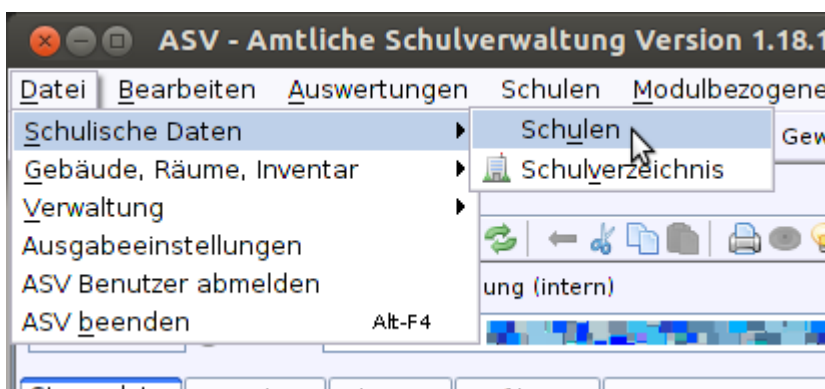 ASV - Amtliche Schulverwaltung Version 1.18.1
Datei Bearbeiten Auswertungen Schulen Modulbezogene
Schulische Daten
Schulen
Gebäude, Räume, Inventar
Schulverzeichnis
Verwaltung
Ausgabeeinstellungen
ASV Benutzer abmelden
ung (intern)
ASV beenden Alt-F4